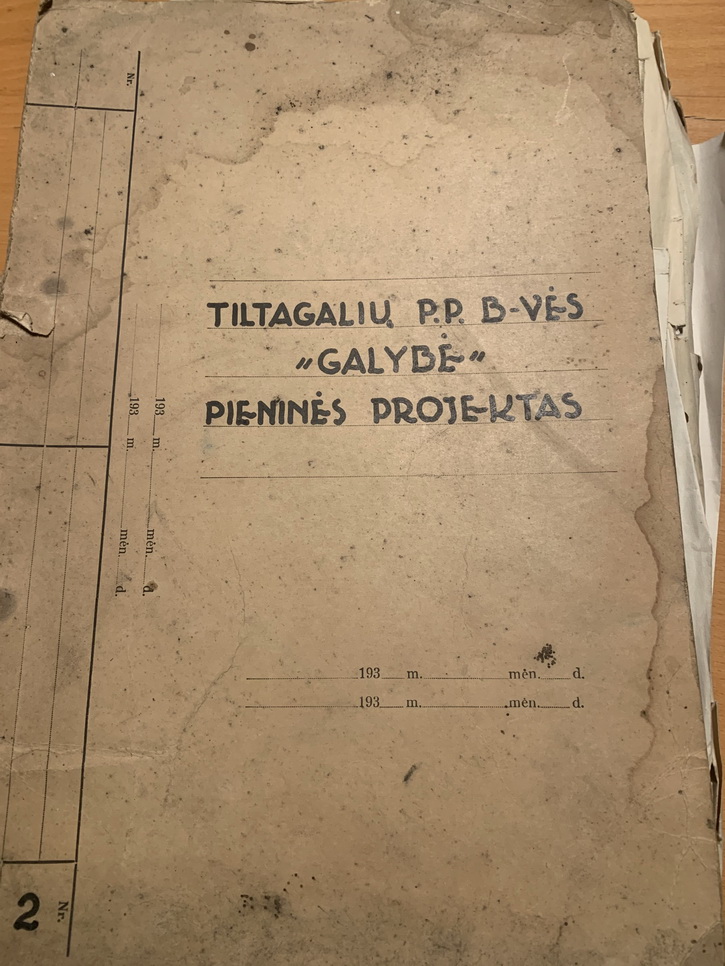 Nr.
TILTAGALIŲ P.P. B-VĖS
„GALYBĖ"
PIENINĖS PROJEKTAS
193 m. mėn. d.
193 m. mėn. d.
193 m. mėn. d.
193 m. mėn. d.
Nr.
2